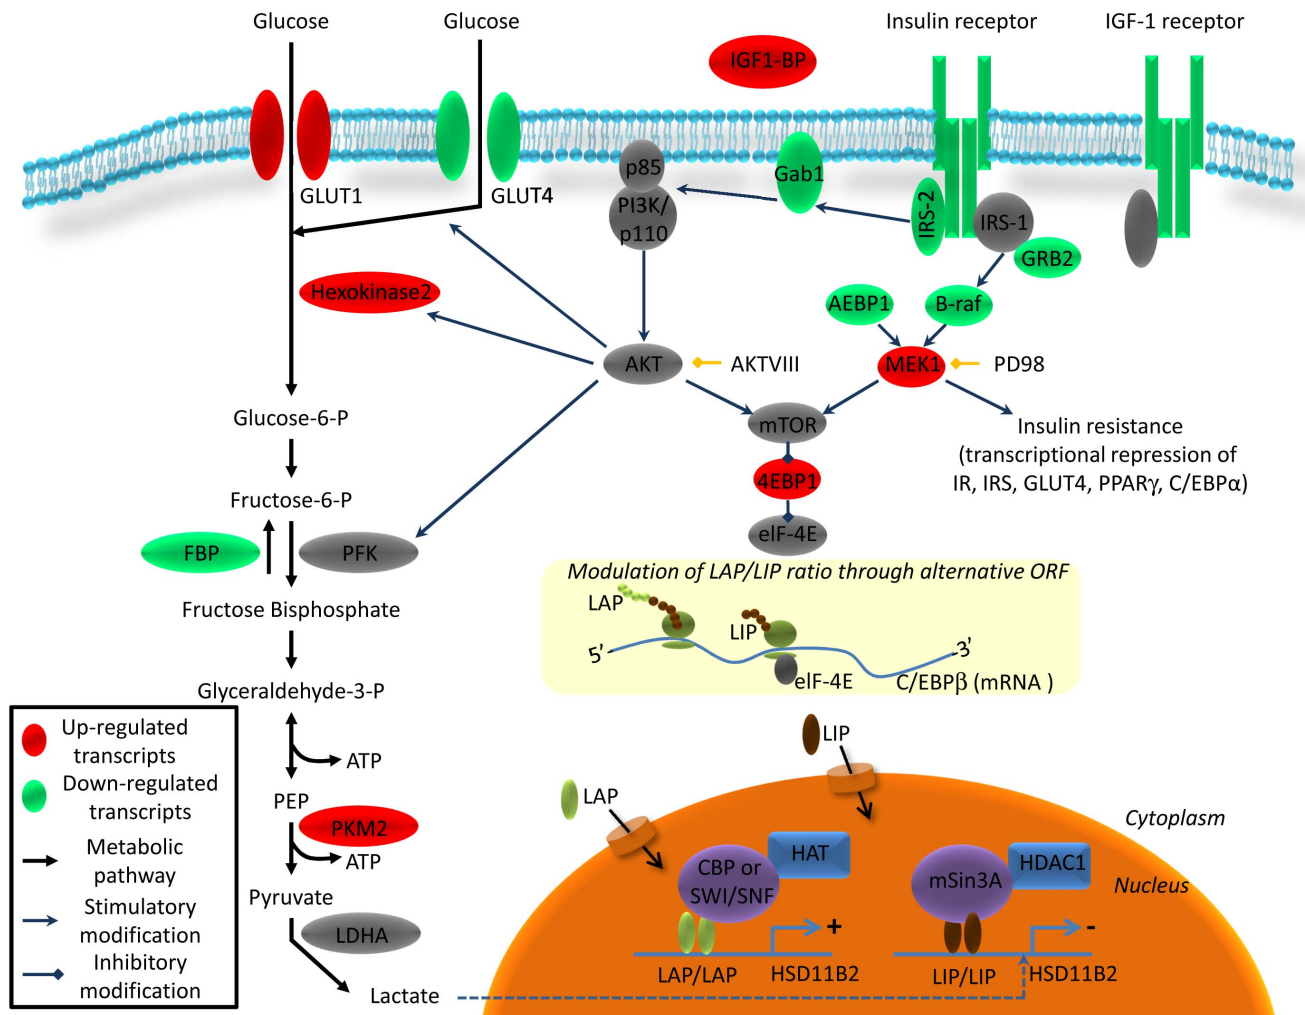 Glucose
Glucose
Insulin receptor
IGF-1 receptor
IGF1-BP
GLUT1
GLUT4
p85
PI3K/
p110
Gab1
IRS-2
IRS-1
GRB2
Hexokinase2
AEBP1
B-raf
AKT
AKTVIII
MEK1
PD98
mTOR
Insulin resistance
(transcriptional repression of
IR, IRS, GLUT4, PPARγ, C/EBPα)
4EBP1
eIF-4E
Glucose-6-P
Fructose-6-P
FBP
PFK
Fructose Bisphosphate
Glyceraldehyde-3-P
ATP
PEP
PKM2
ATP
Pyruvate
LDHA
Lactate
Modulation of LAP/LIP ratio through alternative ORF
LAP
LIP
5’
3’
eIF-4E
C/EBPβ (mRNA )
Up-regulated
transcripts
Down-regulated
transcripts
Metabolic
pathway
Stimulatory
modification
Inhibitory
modification
LIP
LAP
Cytoplasm
Nucleus
CBP or
SWI/SNF
HAT
mSin3A
HDAC1
+
-
LAP/LAP
HSD11B2
LIP/LIP
HSD11B2